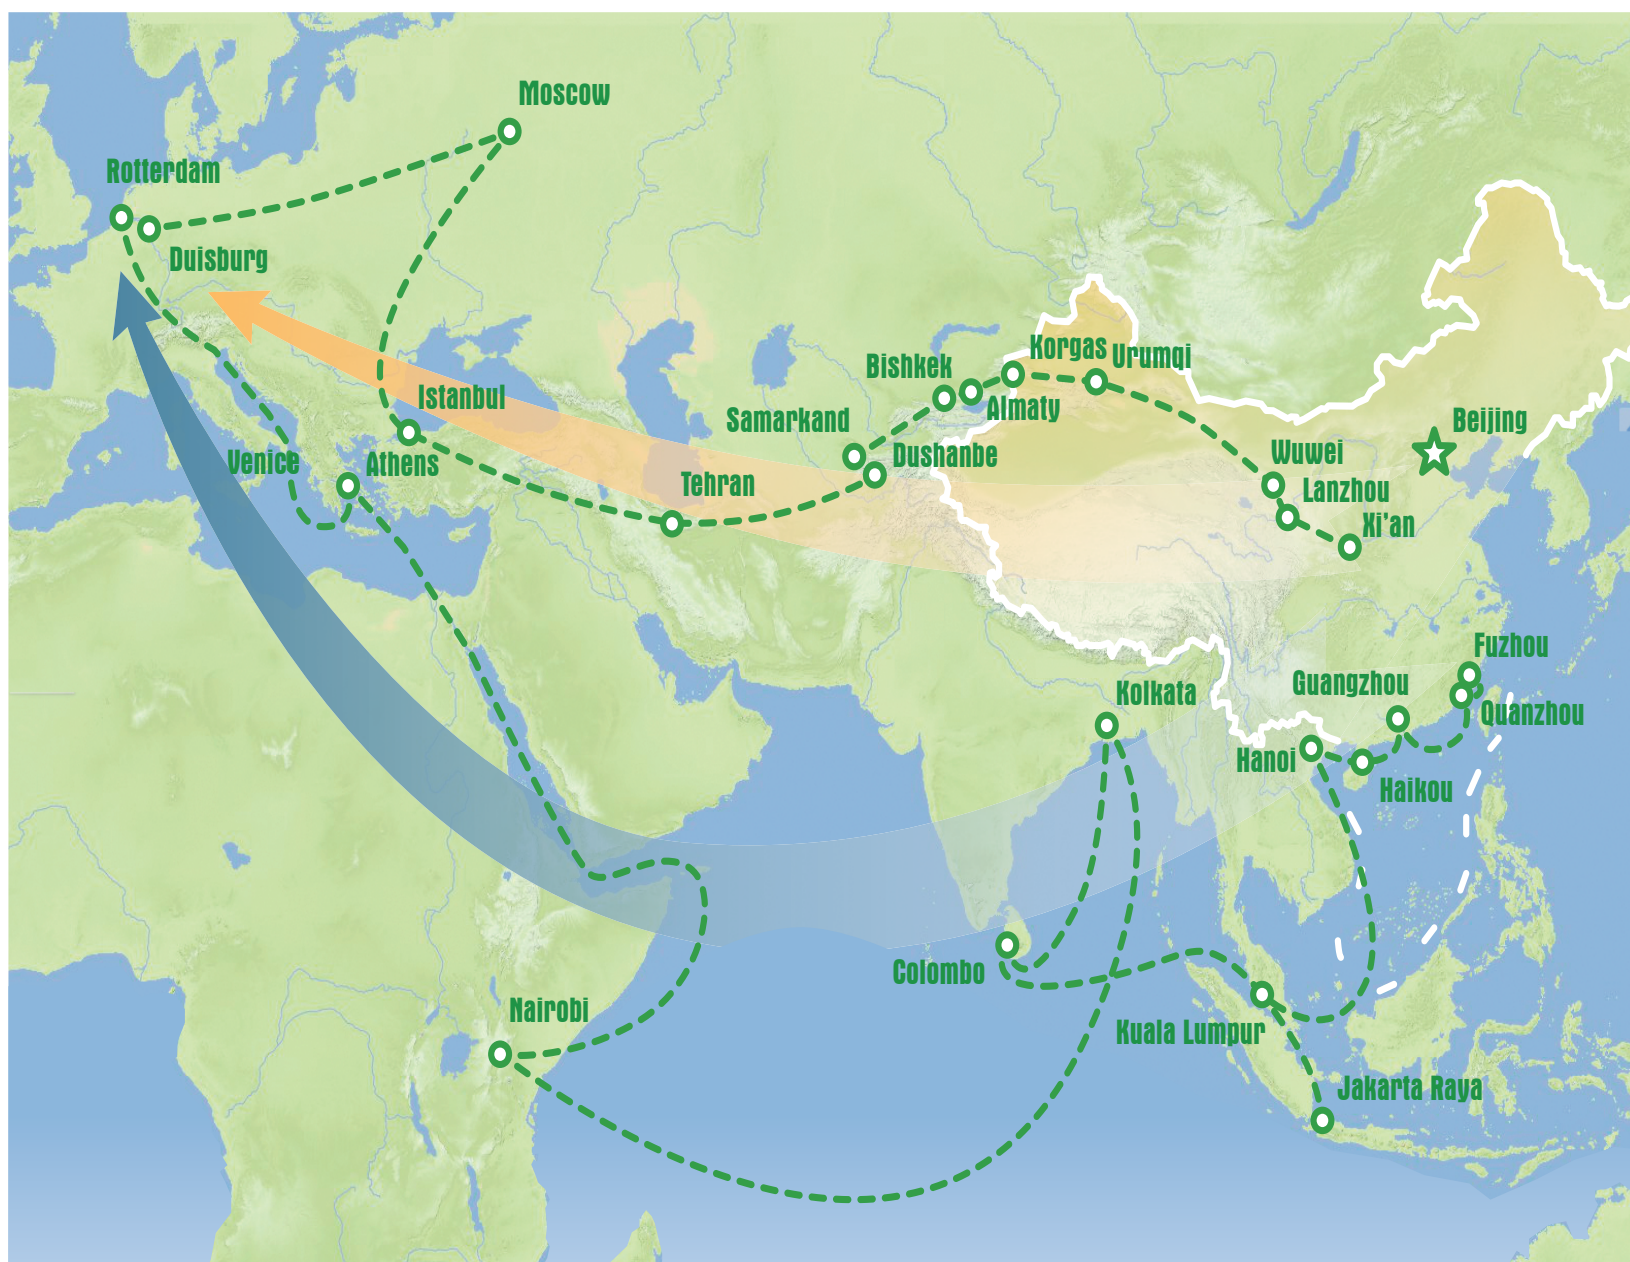 Moscow
Rotterdam
Duisburg
Korgas
Urumqi
Bishkek
Istanbul
Almaty
Samarkand
Beijing
Venice
Athens
Dushanbe
Wuwei
Tehran
Lanzhou
Xi'an
Fuzhou
Guangzhou
Kolkata
Quanzhou
Hanoi
Haikou
Colombo
Nairobi
Kuala Lumpur
Jakarta Raya